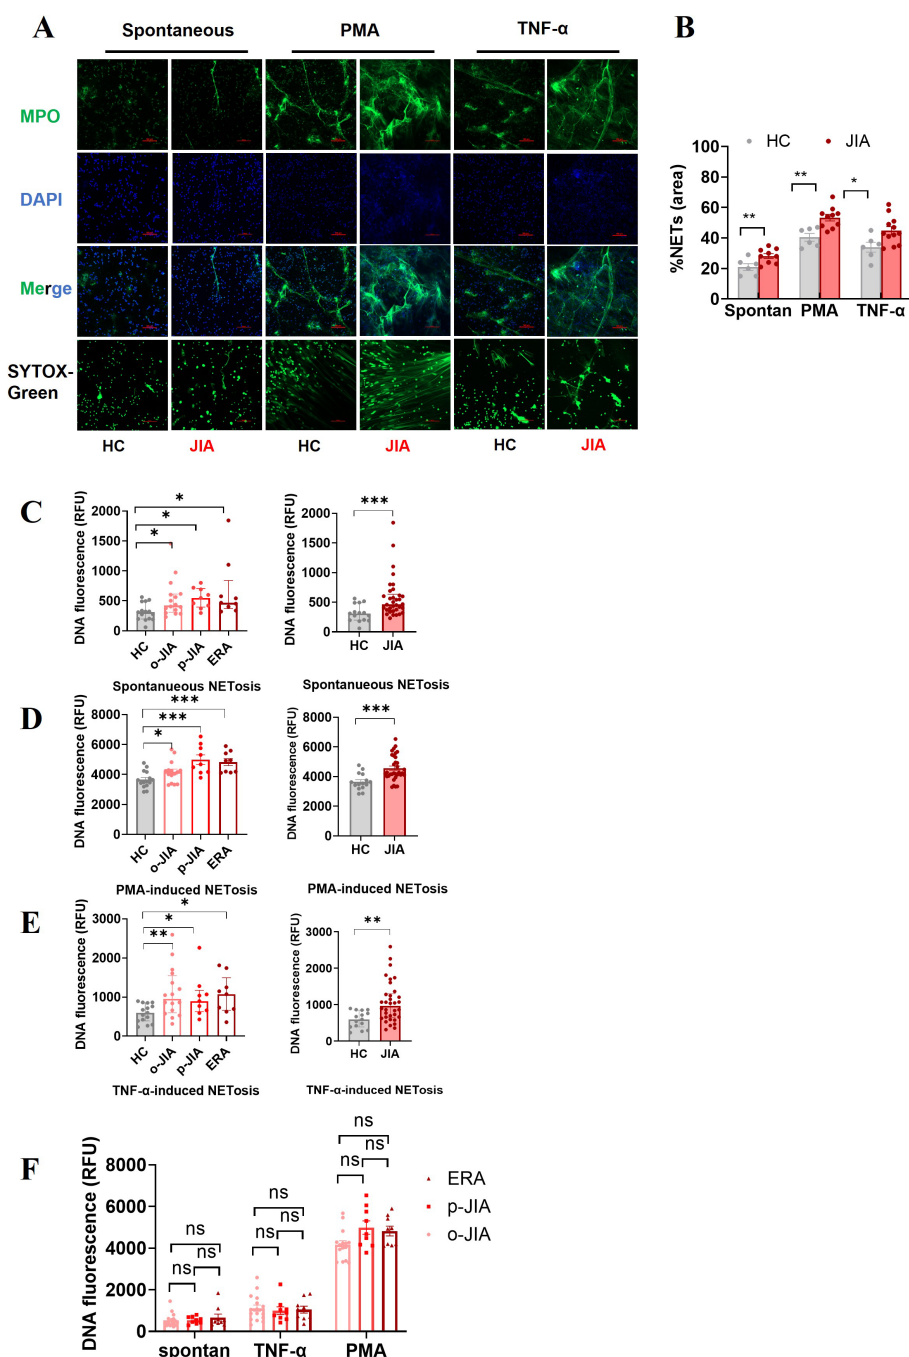 A
Spontaneous PMA TNF-α
MPO
DAPI
Merge
SYTOX-
Green
HC JIA HC JIA HC JIA
B
HC JIA
%NETs (area)
100
80
60
40
20
0
** ** *
Spontan PMA TNF-α
C
DNA fluorescence (RFU)
2000
1500
1000
500
0
*
*
*
HC o-JIA p-JIA ERA
Spontanueous NETosis
DNA fluorescence (RFU)
2000
1500
1000
500
0
***
HC JIA
Spontanueous NETosis
D
DNA fluorescence (RFU)
8000
6000
4000
2000
0
***
***
*
HC o-JIA p-JIA ERA
PMA-induced NETosis
DNA fluorescence (RFU)
8000
6000
4000
2000
0
***
HC JIA
PMA-induced NETosis
E
DNA fluorescence (RFU)
3000
2000
1000
0
*
*
**
HC o-JIA p-JIA ERA
TNF-α-induced NETosis
DNA fluorescence (RFU)
3000
2000
1000
0
**
HC JIA
TNF-α-induced NETosis
F
DNA fluorescence (RFU)
8000
6000
4000
2000
0
ns
ns ns
ns
ns ns
ns
ns ns
spontan TNF-α PMA
ERA
p-JIA
o-JIA